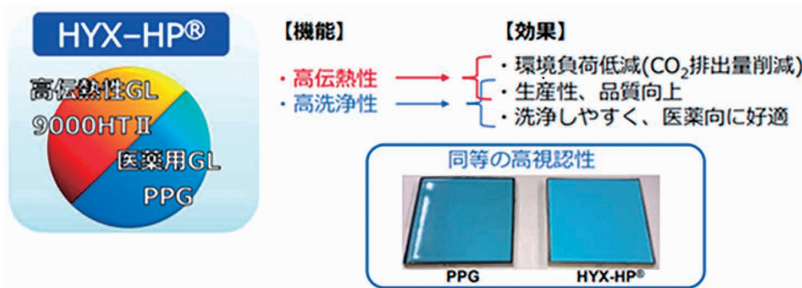 HYX-HP®
高伝熱性GL
9000HTⅡ
医薬用GL
PPG
【機能】
・高伝熱性
・高洗浄性
【効果】
・環境負荷低減(CO₂排出量削減)
・生産性、品質向上
・洗浄しやすく、医薬向に好適
同等の高視認性
PPG
HYX-HP®